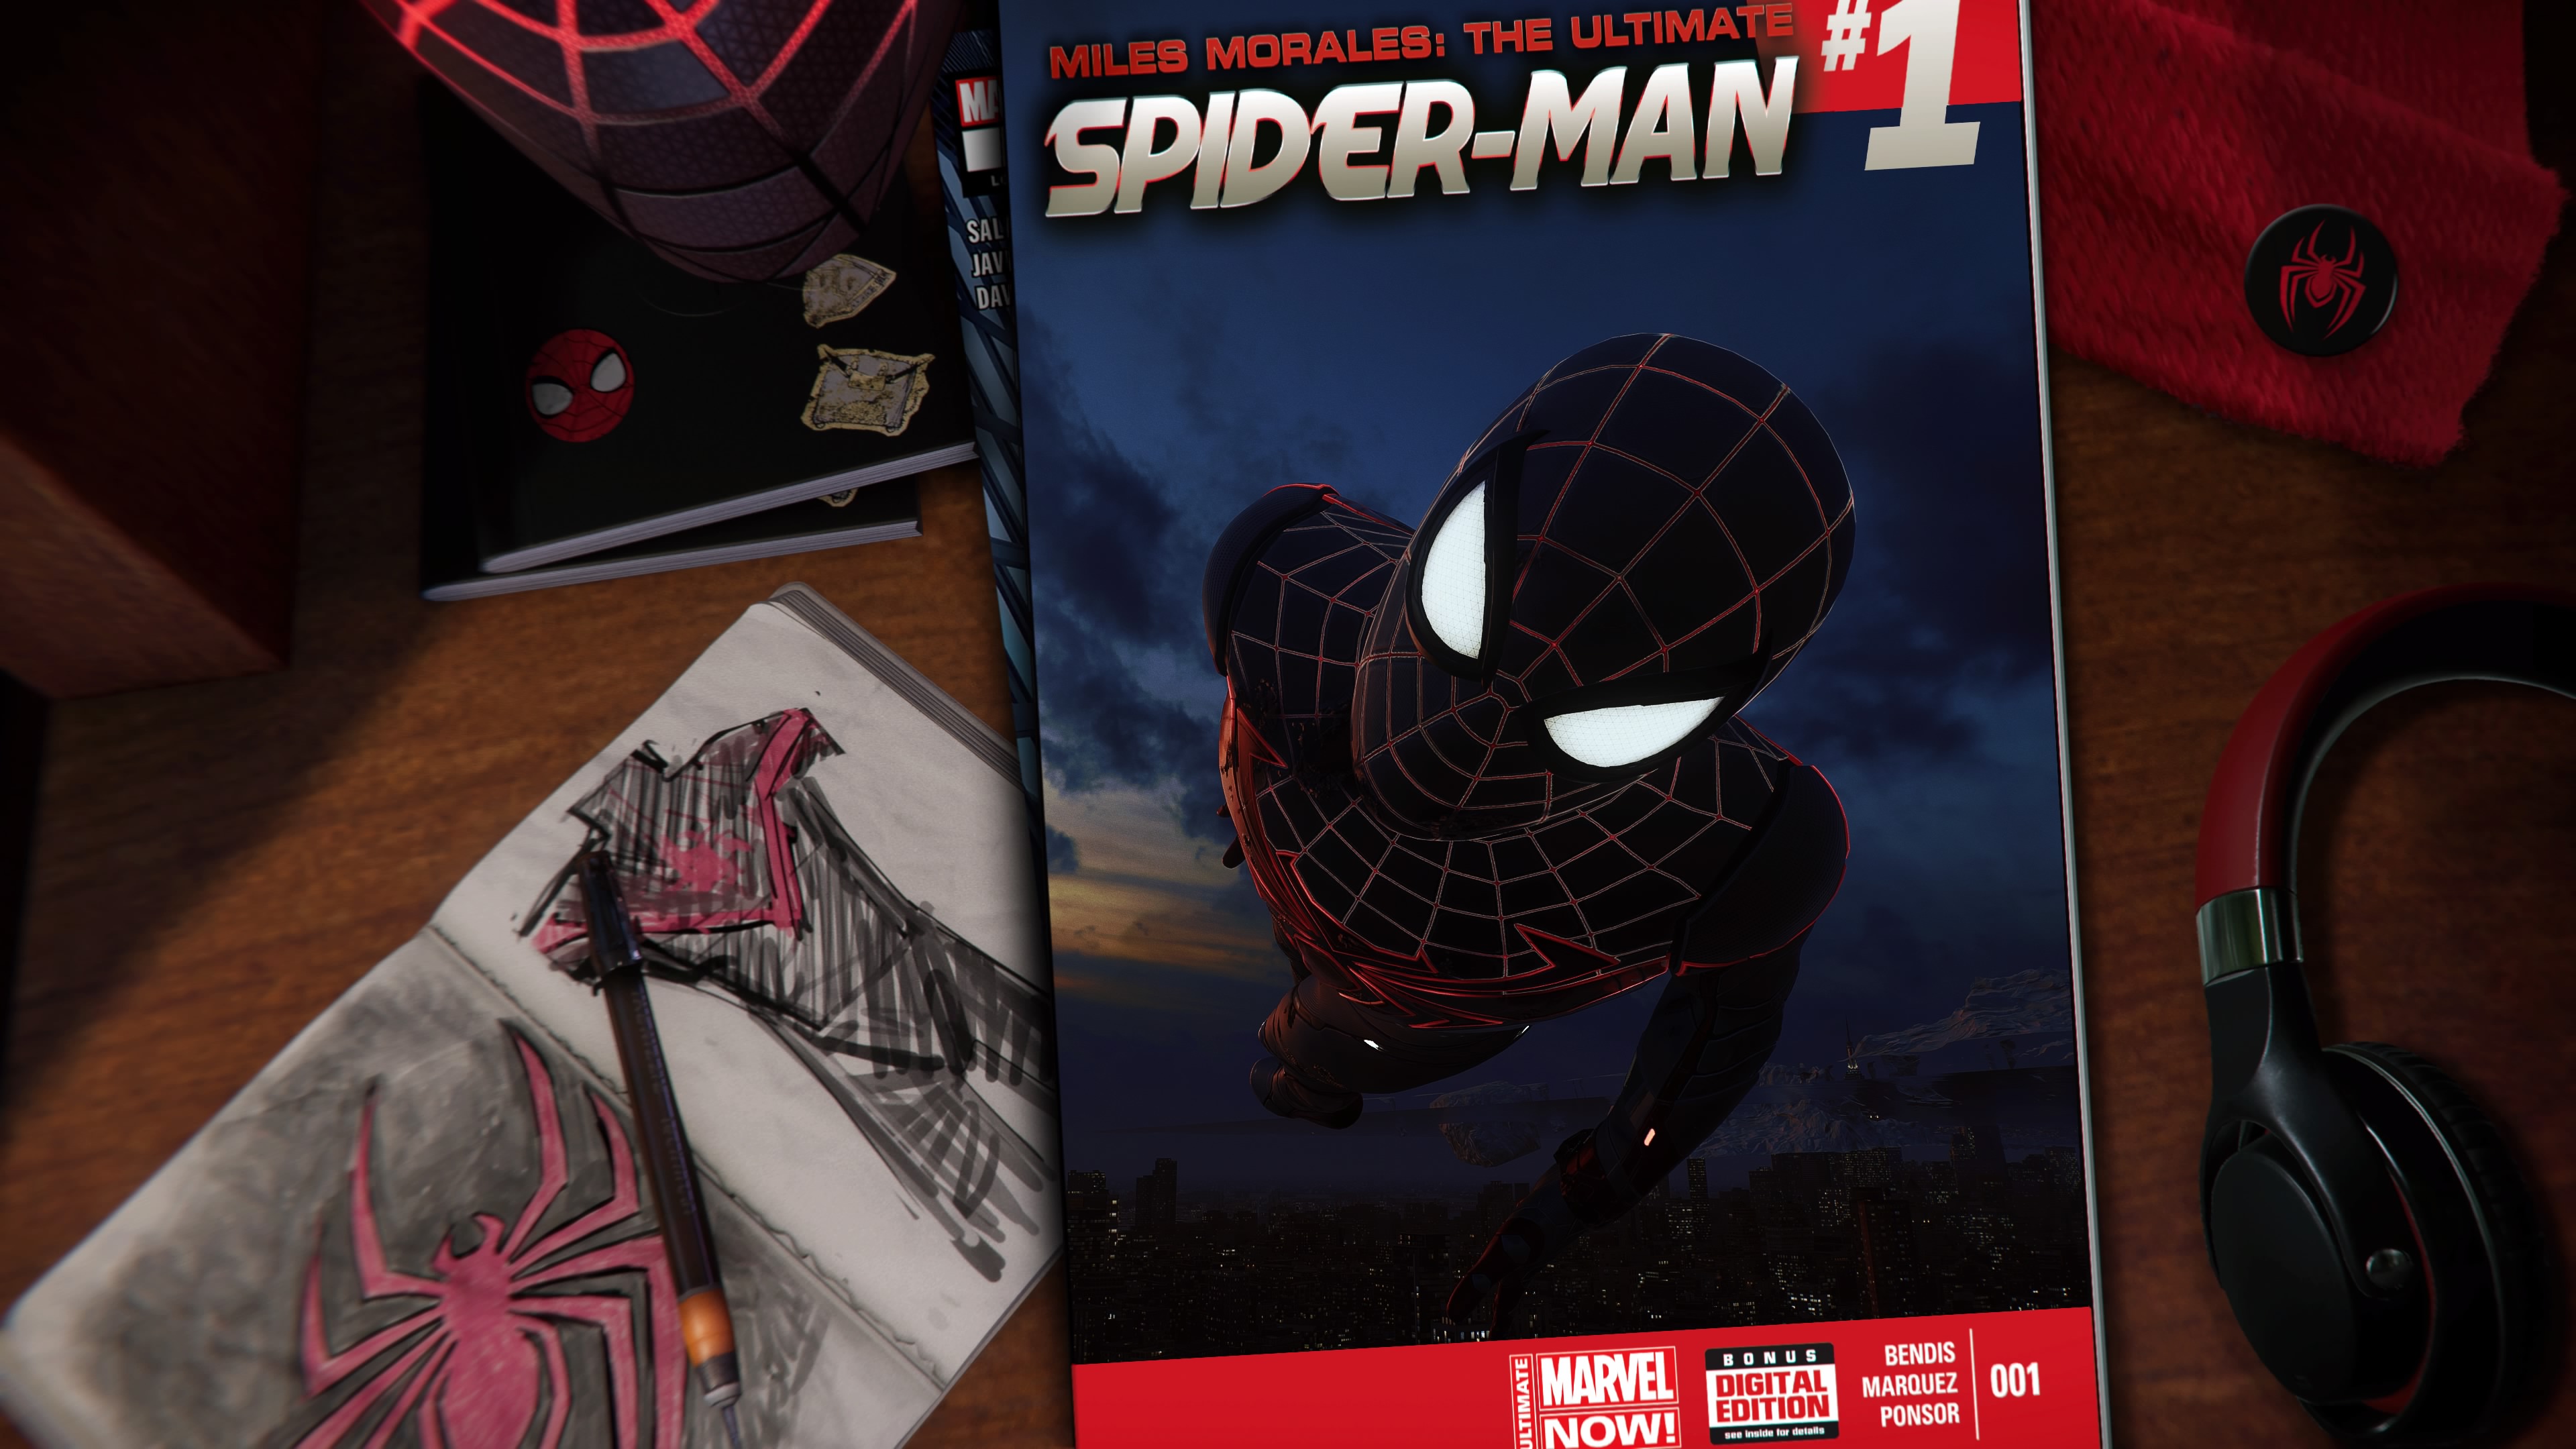 MILES MORALES: THE ULTIMATE
SPIDER-MAN
#1
ULTIMATE
MARVEL
NOW!
BONUS
DIGITAL
EDITION
see inside for details
BENDIS
MARQUEZ
PONSOR
001